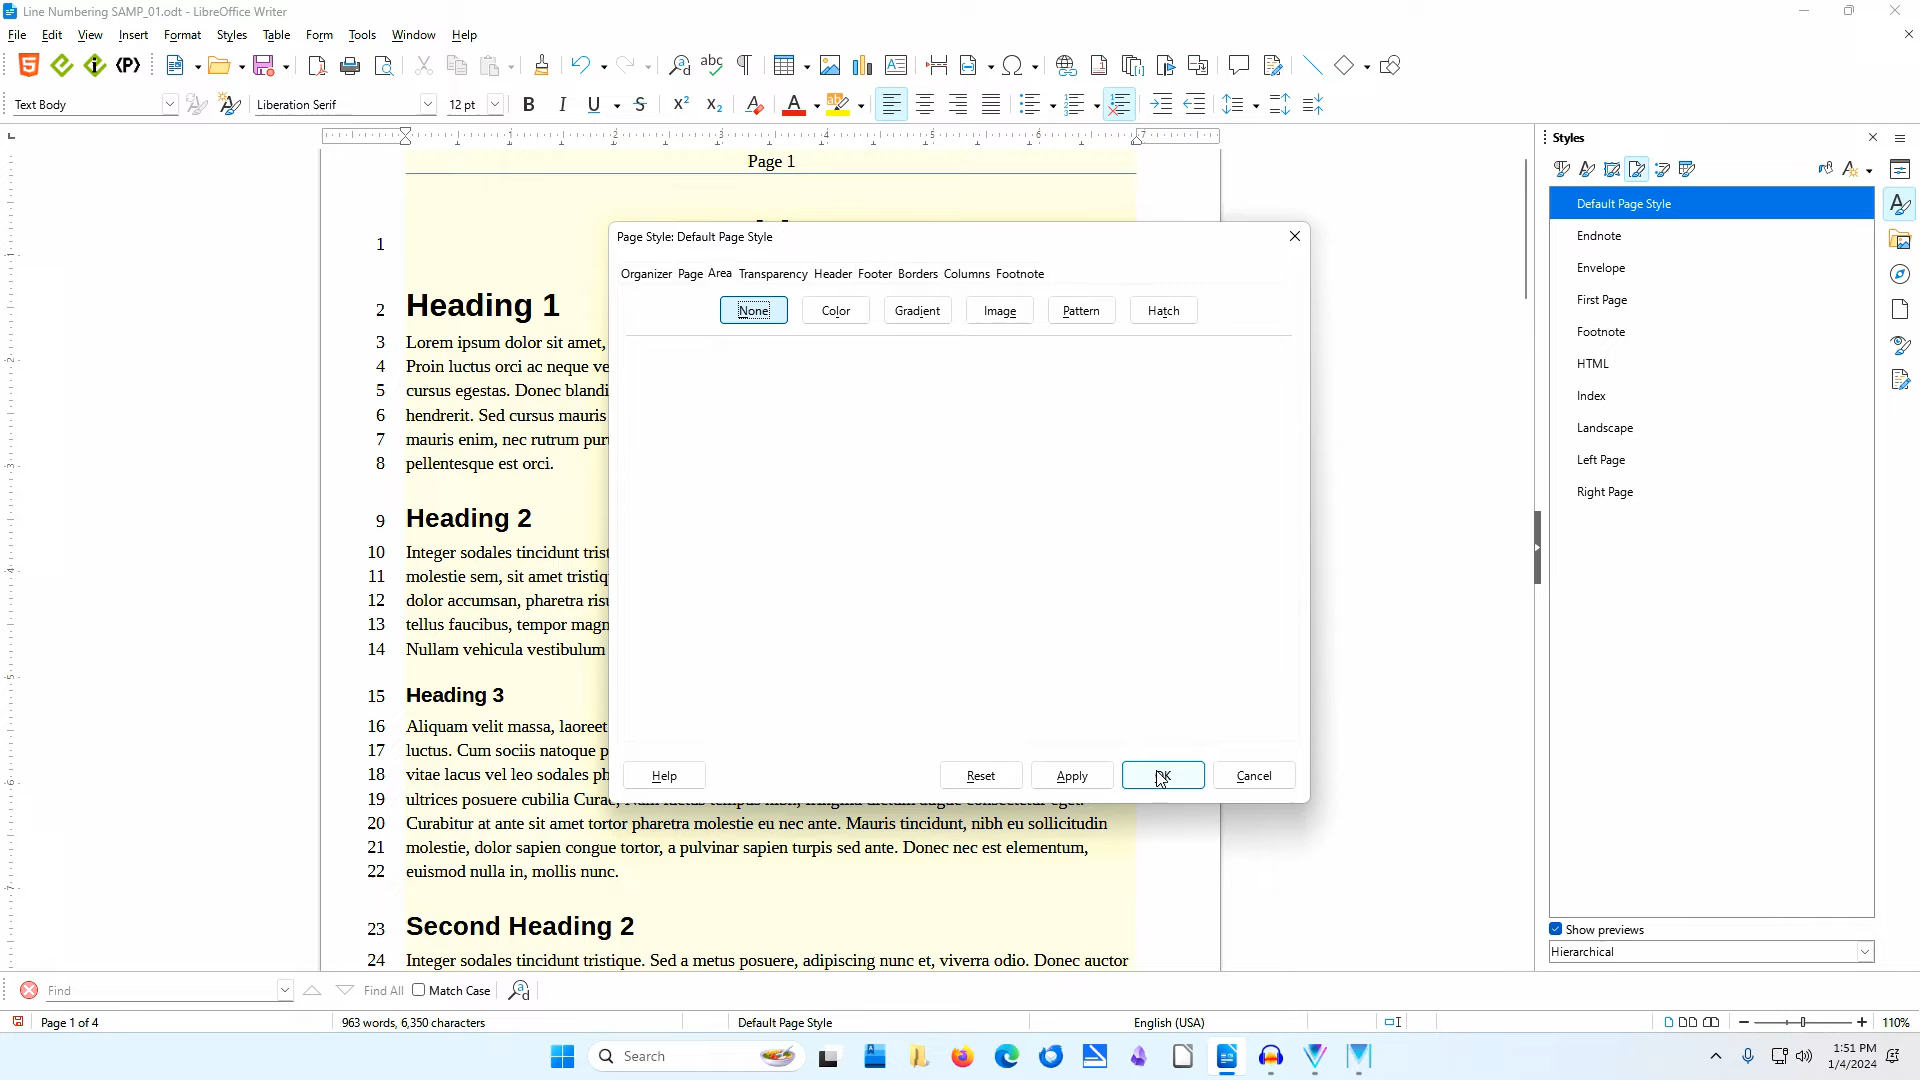 Line Numbering SAMP_01.odt - LibreOffice Writer
File Edit View Insert Format Styles Table Form Tools Window Help
Text Body Liberation Serif 12 pt
Page 1
Styles
Default Page Style
Endnote
Envelope
First Page
Footnote
HTML
Index
Landscape
Left Page
Right Page
Show previews
Hierarchical
1
2 Heading 1
3 Lorem ipsum dolor sit amet,
4 Proin luctus orci ac neque ve
5 cursus egestas. Donec blandi
6 hendrerit. Sed cursus mauris
7 mauris enim, nec rutrum pur
8 pellentesque est orci.
9 Heading 2
10 Integer sodales tincidunt trist
11 molestie sem, sit amet tristiq
12 dolor accumsan, pharetra risu
13 tellus faucibus, tempor magn
14 Nullam vehicula vestibulum
15 Heading 3
16 Aliquam velit massa, laoreet
17 luctus. Cum sociis natoque p
18 vitae lacus vel leo sodales ph
19 ultrices posuere cubilia Curae,
20 Curabitur at ante sit amet tortor pharetra molestie eu nec ante. Mauris tincidunt, nibh eu sollicitudin
21 molestie, dolor sapien congue tortor, a pulvinar sapien turpis sed ante. Donec nec est elementum,
22 euismod nulla in, mollis nunc.
23 Second Heading 2
24 Integer sodales tincidunt tristique. Sed a metus posuere, adipiscing nunc et, viverra odio. Donec auctor
Page Style: Default Page Style
Organizer Page Area Transparency Header Footer Borders Columns Footnote
None Color Gradient Image Pattern Hatch
Help Reset Apply OK Cancel
Find Find All Match Case
Page 1 of 4 963 words, 6,350 characters Default Page Style English (USA) 110%
Search
1:51 PM
1/4/2024